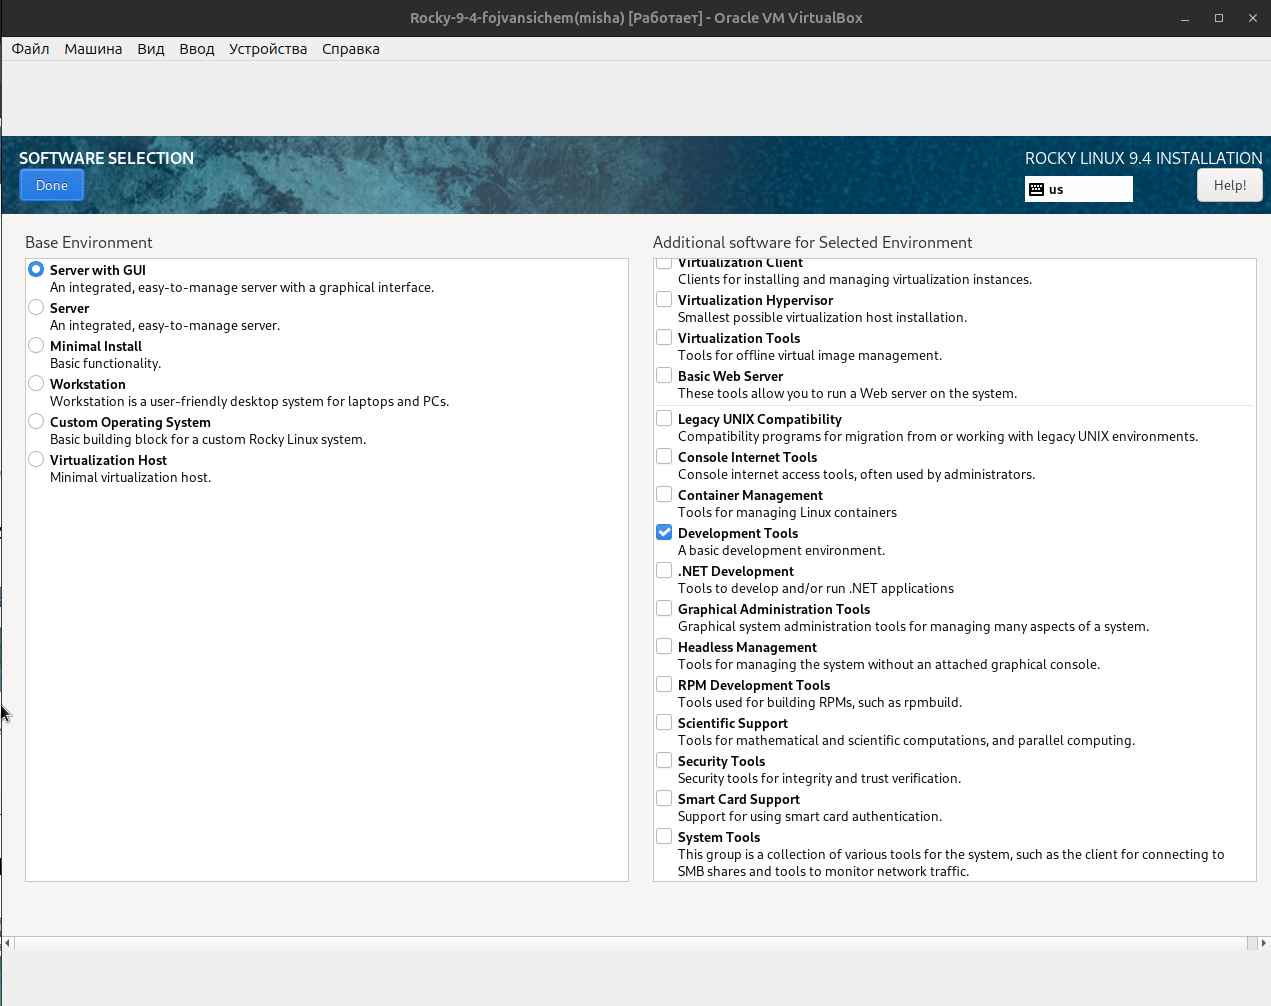 Rocky-9-4-fojvansichem(misha) [Работает] - Oracle VM VirtualBox
Файл Машина Вид Ввод Устройства Справка
SOFTWARE SELECTION
Done
ROCKY LINUX 9.4 INSTALLATION
us
Help!
Base Environment
Server with GUI
An integrated, easy-to-manage server with a graphical interface.
Server
An integrated, easy-to-manage server.
Minimal Install
Basic functionality.
Workstation
Workstation is a user-friendly desktop system for laptops and PCs.
Custom Operating System
Basic building block for a custom Rocky Linux system.
Virtualization Host
Minimal virtualization host.
Additional software for Selected Environment
Virtualization Client
Clients for installing and managing virtualization instances.
Virtualization Hypervisor
Smallest possible virtualization host installation.
Virtualization Tools
Tools for offline virtual image management.
Basic Web Server
These tools allow you to run a Web server on the system.
Legacy UNIX Compatibility
Compatibility programs for migration from or working with legacy UNIX environments.
Console Internet Tools
Console internet access tools, often used by administrators.
Container Management
Tools for managing Linux containers
Development Tools
A basic development environment.
.NET Development
Tools to develop and/or run .NET applications
Graphical Administration Tools
Graphical system administration tools for managing many aspects of a system.
Headless Management
Tools for managing the system without an attached graphical console.
RPM Development Tools
Tools used for building RPMs, such as rpmbuild.
Scientific Support
Tools for mathematical and scientific computations, and parallel computing.
Security Tools
Security tools for integrity and trust verification.
Smart Card Support
Support for using smart card authentication.
System Tools
This group is a collection of various tools for the system, such as the client for connecting to
SMB shares and tools to monitor network traffic.